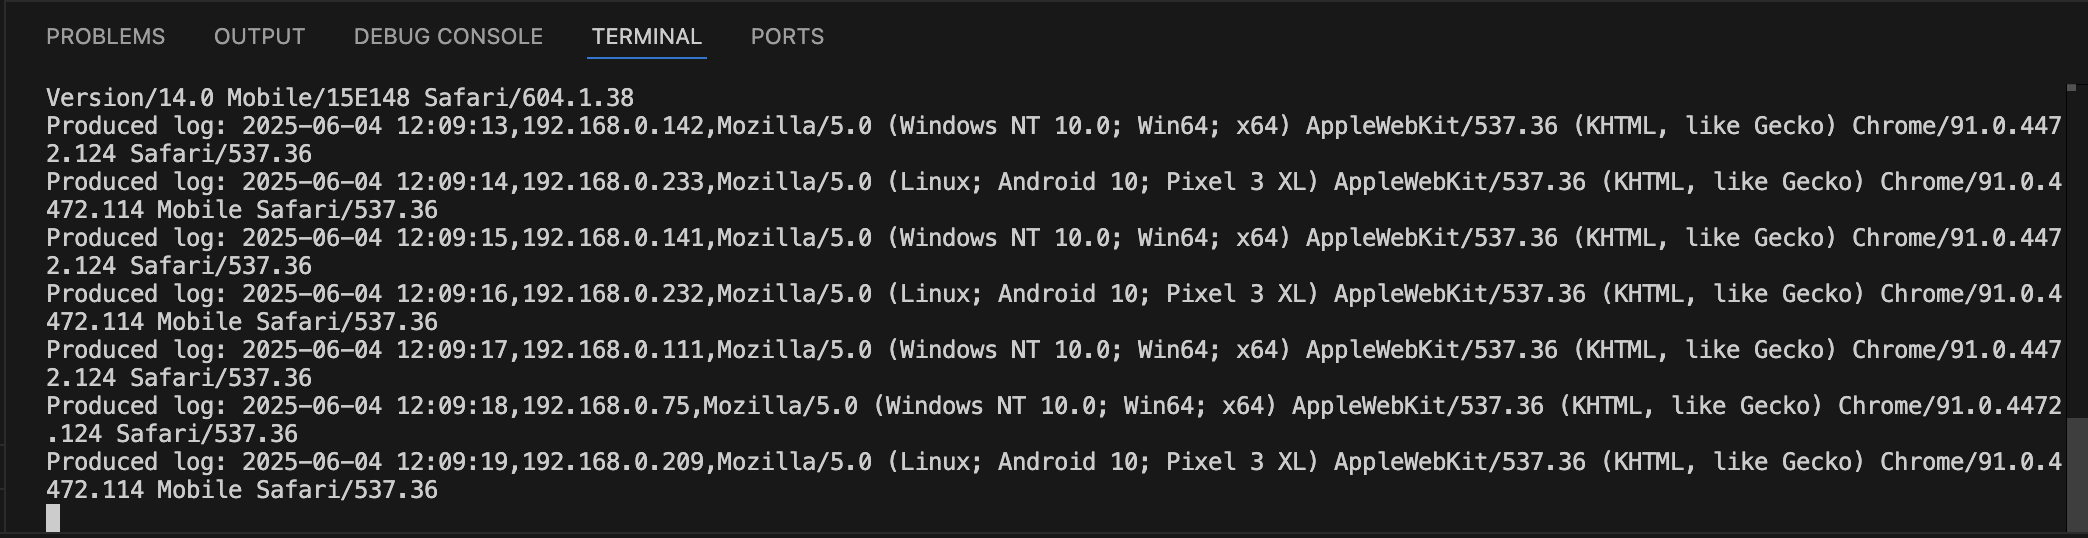 PROBLEMS OUTPUT DEBUG CONSOLE TERMINAL PORTS
Version/14.0 Mobile/15E148 Safari/604.1.38
Produced log: 2025-06-04 12:09:13,192.168.0.142,Mozilla/5.0 (Windows NT 10.0; Win64; x64) AppleWebKit/537.36 (KHTML, like Gecko) Chrome/91.0.447
2.124 Safari/537.36
Produced log: 2025-06-04 12:09:14,192.168.0.233,Mozilla/5.0 (Linux; Android 10; Pixel 3 XL) AppleWebKit/537.36 (KHTML, like Gecko) Chrome/91.0.4
472.114 Mobile Safari/537.36
Produced log: 2025-06-04 12:09:15,192.168.0.141,Mozilla/5.0 (Windows NT 10.0; Win64; x64) AppleWebKit/537.36 (KHTML, like Gecko) Chrome/91.0.447
2.124 Safari/537.36
Produced log: 2025-06-04 12:09:16,192.168.0.232,Mozilla/5.0 (Linux; Android 10; Pixel 3 XL) AppleWebKit/537.36 (KHTML, like Gecko) Chrome/91.0.4
472.114 Mobile Safari/537.36
Produced log: 2025-06-04 12:09:17,192.168.0.111,Mozilla/5.0 (Windows NT 10.0; Win64; x64) AppleWebKit/537.36 (KHTML, like Gecko) Chrome/91.0.447
2.124 Safari/537.36
Produced log: 2025-06-04 12:09:18,192.168.0.75,Mozilla/5.0 (Windows NT 10.0; Win64; x64) AppleWebKit/537.36 (KHTML, like Gecko) Chrome/91.0.4472
.124 Safari/537.36
Produced log: 2025-06-04 12:09:19,192.168.0.209,Mozilla/5.0 (Linux; Android 10; Pixel 3 XL) AppleWebKit/537.36 (KHTML, like Gecko) Chrome/91.0.4
472.114 Mobile Safari/537.36